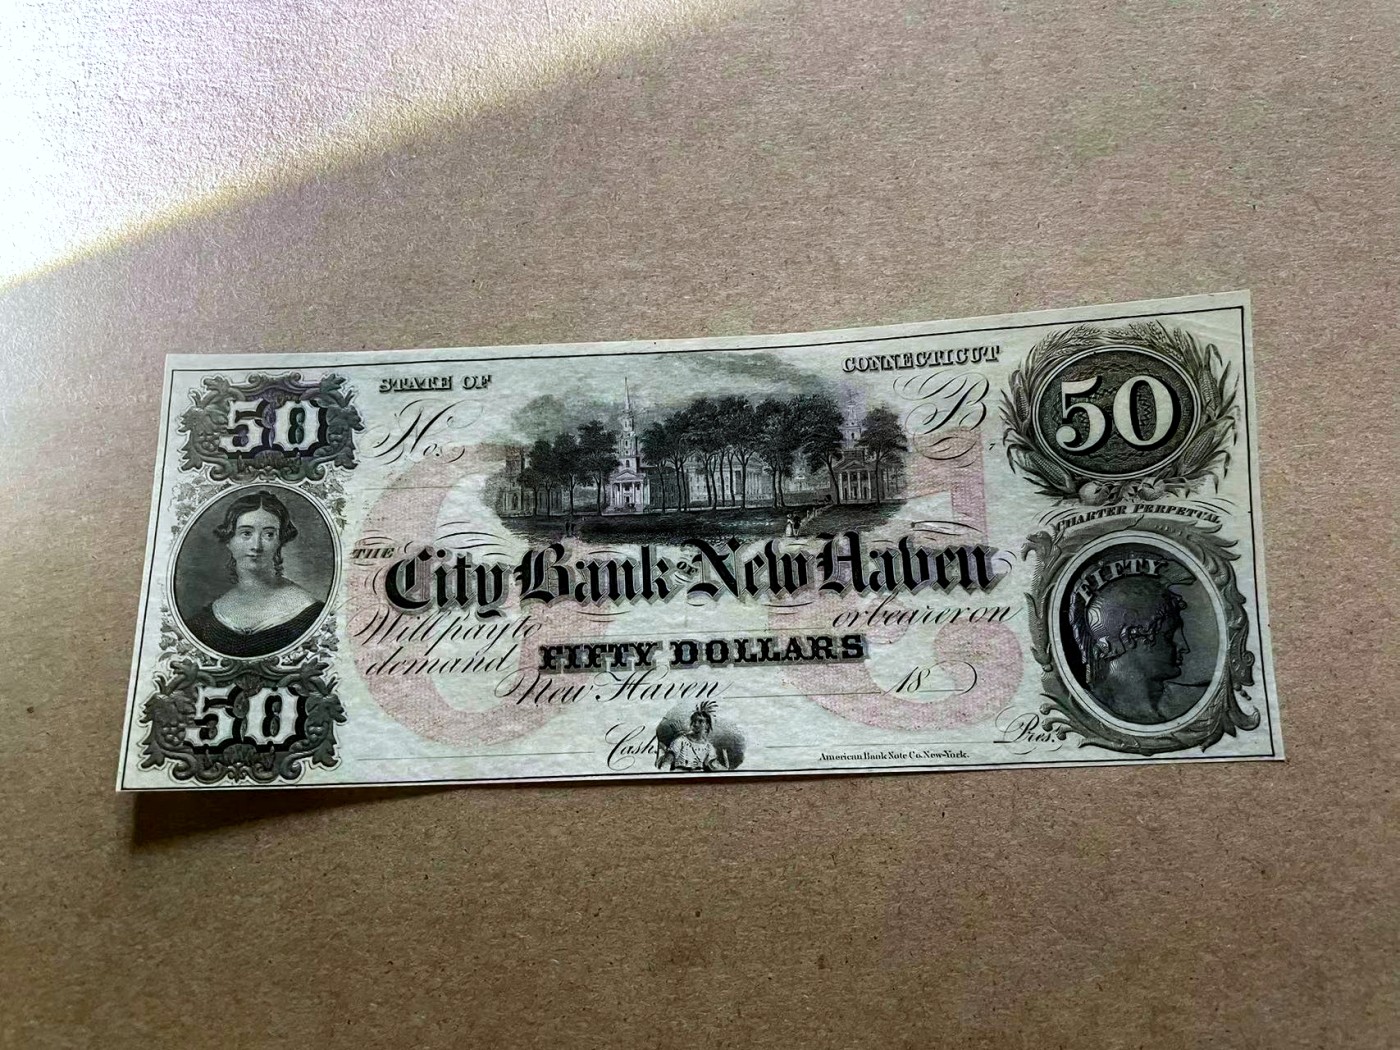 STATE OF
CONNECTICUT
50
50
No.
B
CHARTER PERPETUAL
THE City Bank OF New Haven
FIFTY
Will pay to
or bearer on
demand FIFTY DOLLARS
50
New Haven 18
Cash.
Pres.
American Bank Note Co. New-York.